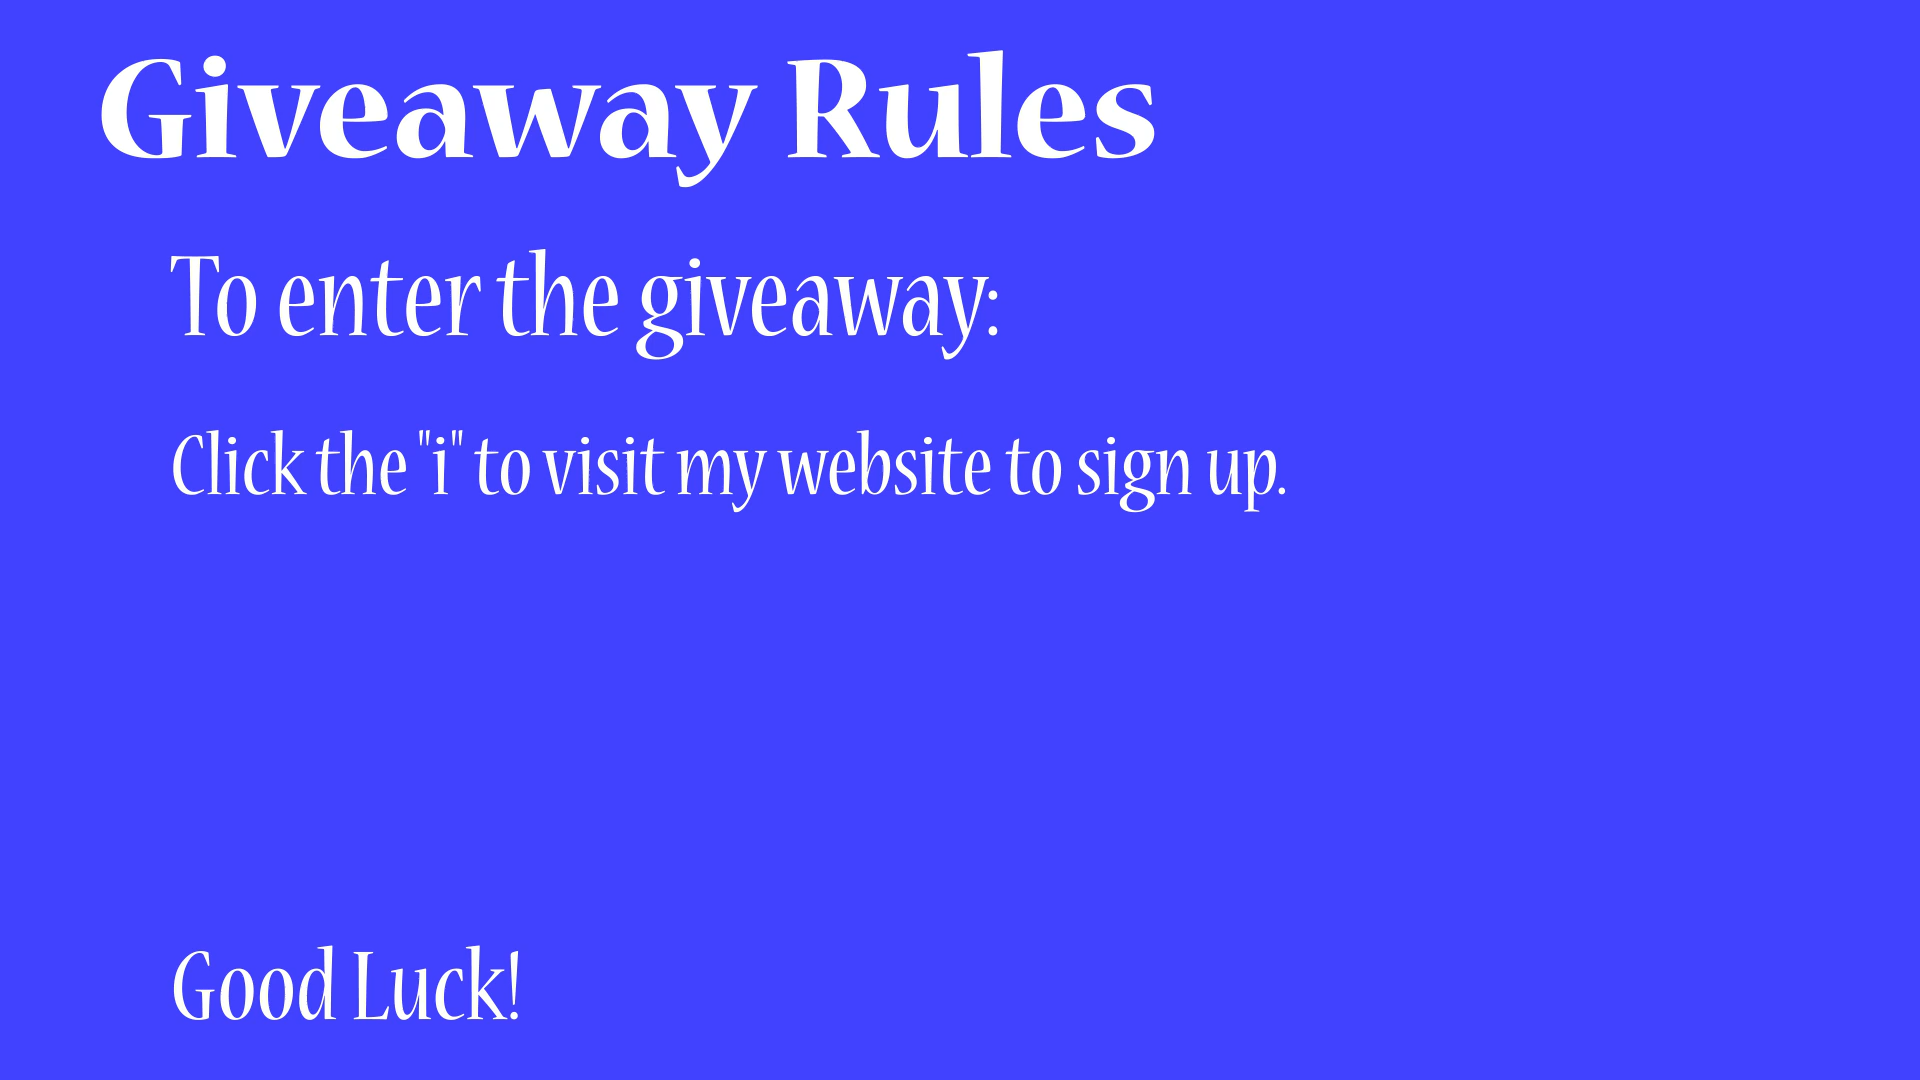 Giveaway Rules
To enter the giveaway:
Click the "i" to visit my website to sign up.
Good Luck!